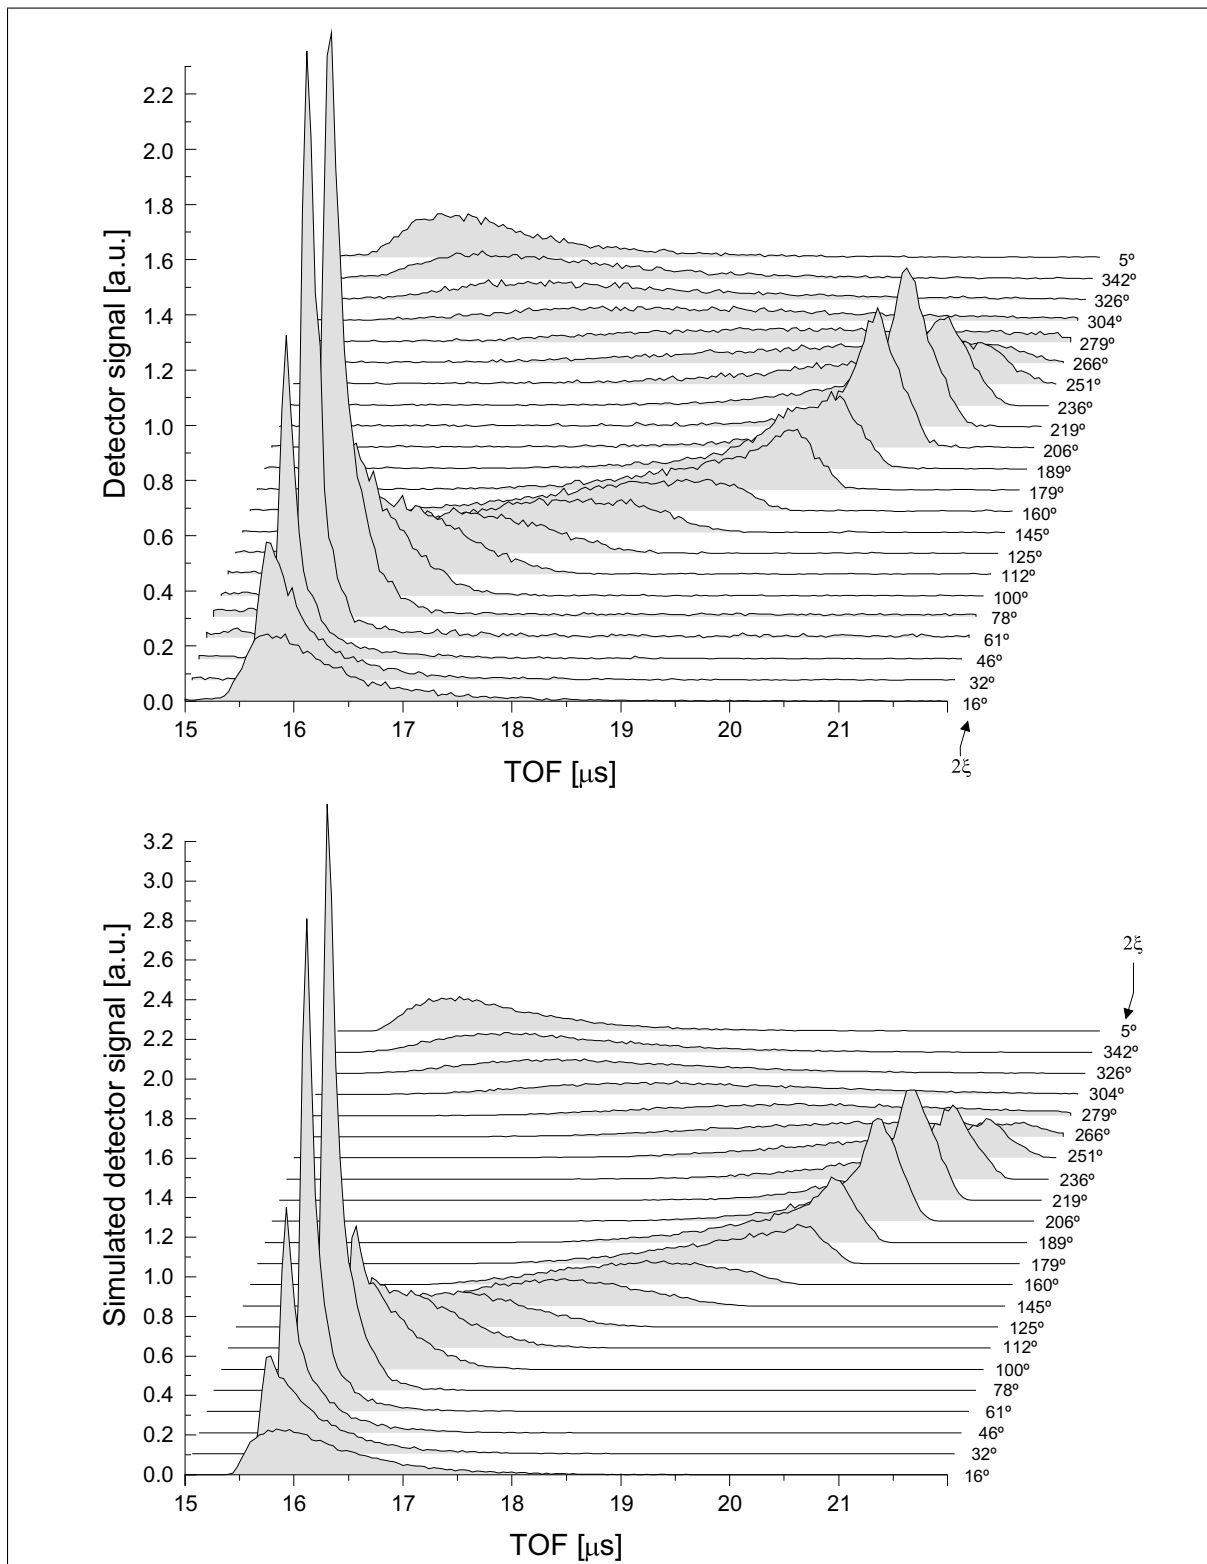 2.2
2.0
1.8
1.6
1.4
1.2
1.0
0.8
0.6
0.4
0.2
0.0
Detector signal [a.u.]
5º
342º
326º
304º
279º
266º
251º
236º
219º
206º
189º
179º
160º
145º
125º
112º
100º
78º
61º
46º
32º
16º
15 16 17 18 19 20 21
2ξ
TOF [μs]
3.2
3.0
2.8
2.6
2.4
2.2
2.0
1.8
1.6
1.4
1.2
1.0
0.8
0.6
0.4
0.2
0.0
Simulated detector signal [a.u.]
2ξ
5º
342º
326º
304º
279º
266º
251º
236º
219º
206º
189º
179º
160º
145º
125º
112º
100º
78º
61º
46º
32º
16º
15 16 17 18 19 20 21
TOF [μs]